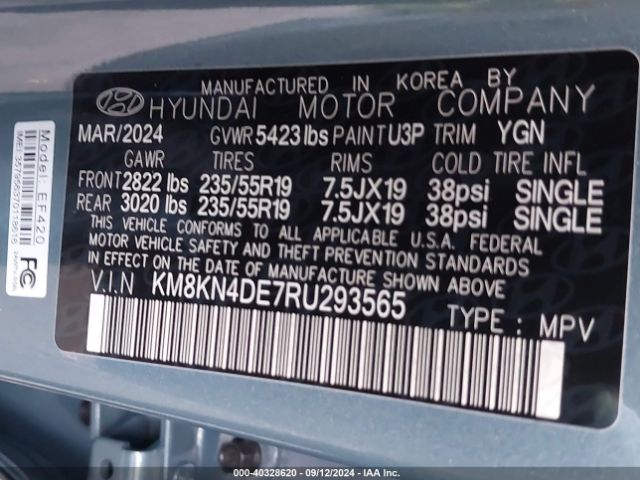 MANUFACTURED IN KOREA BY
HYUNDAI MOTOR COMPANY
MAR/2024 GVWR 5423 lbs PAINT U3P TRIM YGN
GAWR TIRES RIMS COLD TIRE INFL
FRONT 2822 lbs 235/55R19 7.5JX19 38psi SINGLE
REAR 3020 lbs 235/55R19 7.5JX19 38psi SINGLE
THIS VEHICLE CONFORMS TO ALL APPLICABLE U.S.A. FEDERAL
MOTOR VEHICLE SAFETY AND THEFT PREVENTION STANDARDS
IN EFFECT ON THE DATE OF MANUFACTURE SHOWN ABOVE
V.I.N KM8KN4DE7RU293565 TYPE : MPV
Model: EF420
FC
000-40328620 - 09/12/2024 - IAA Inc.